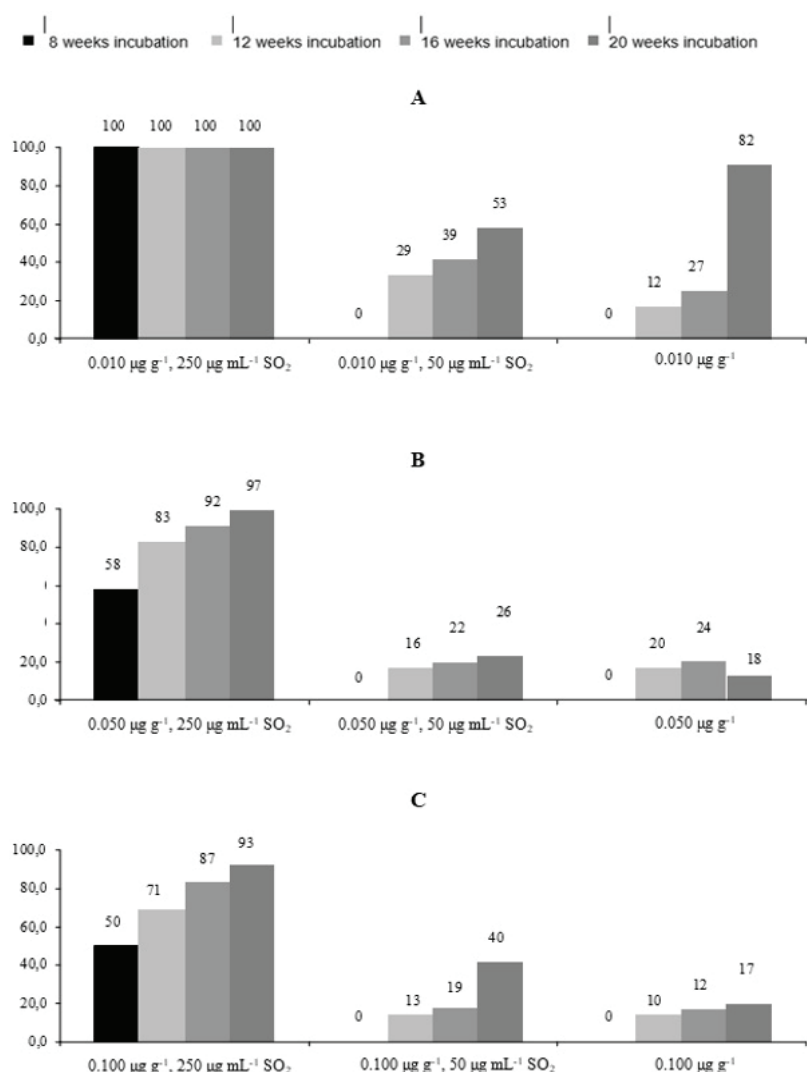 8 weeks incubation 12 weeks incubation 16 weeks incubation 20 weeks incubation
A
100 100 100 100
100,0
80,0
60,0
40,0
20,0
0,0
0 29 39 53
0 12 27 82
0.010 µg g⁻¹, 250 µg mL⁻¹ SO₂ 0.010 µg g⁻¹, 50 µg mL⁻¹ SO₂ 0.010 µg g⁻¹
B
58 83 92 97
100,0
80,0
20,0
0,0
0 16 22 26
0 20 24 18
0.050 µg g⁻¹, 250 µg mL⁻¹ SO₂ 0.050 µg g⁻¹, 50 µg mL⁻¹ SO₂ 0.050 µg g⁻¹
C
50 71 87 93
100,0
80,0
60,0
40,0
20,0
0,0
0 13 19 40
0 10 12 17
0.100 µg g⁻¹, 250 µg mL⁻¹ SO₂ 0.100 µg g⁻¹, 50 µg mL⁻¹ SO₂ 0.100 µg g⁻¹